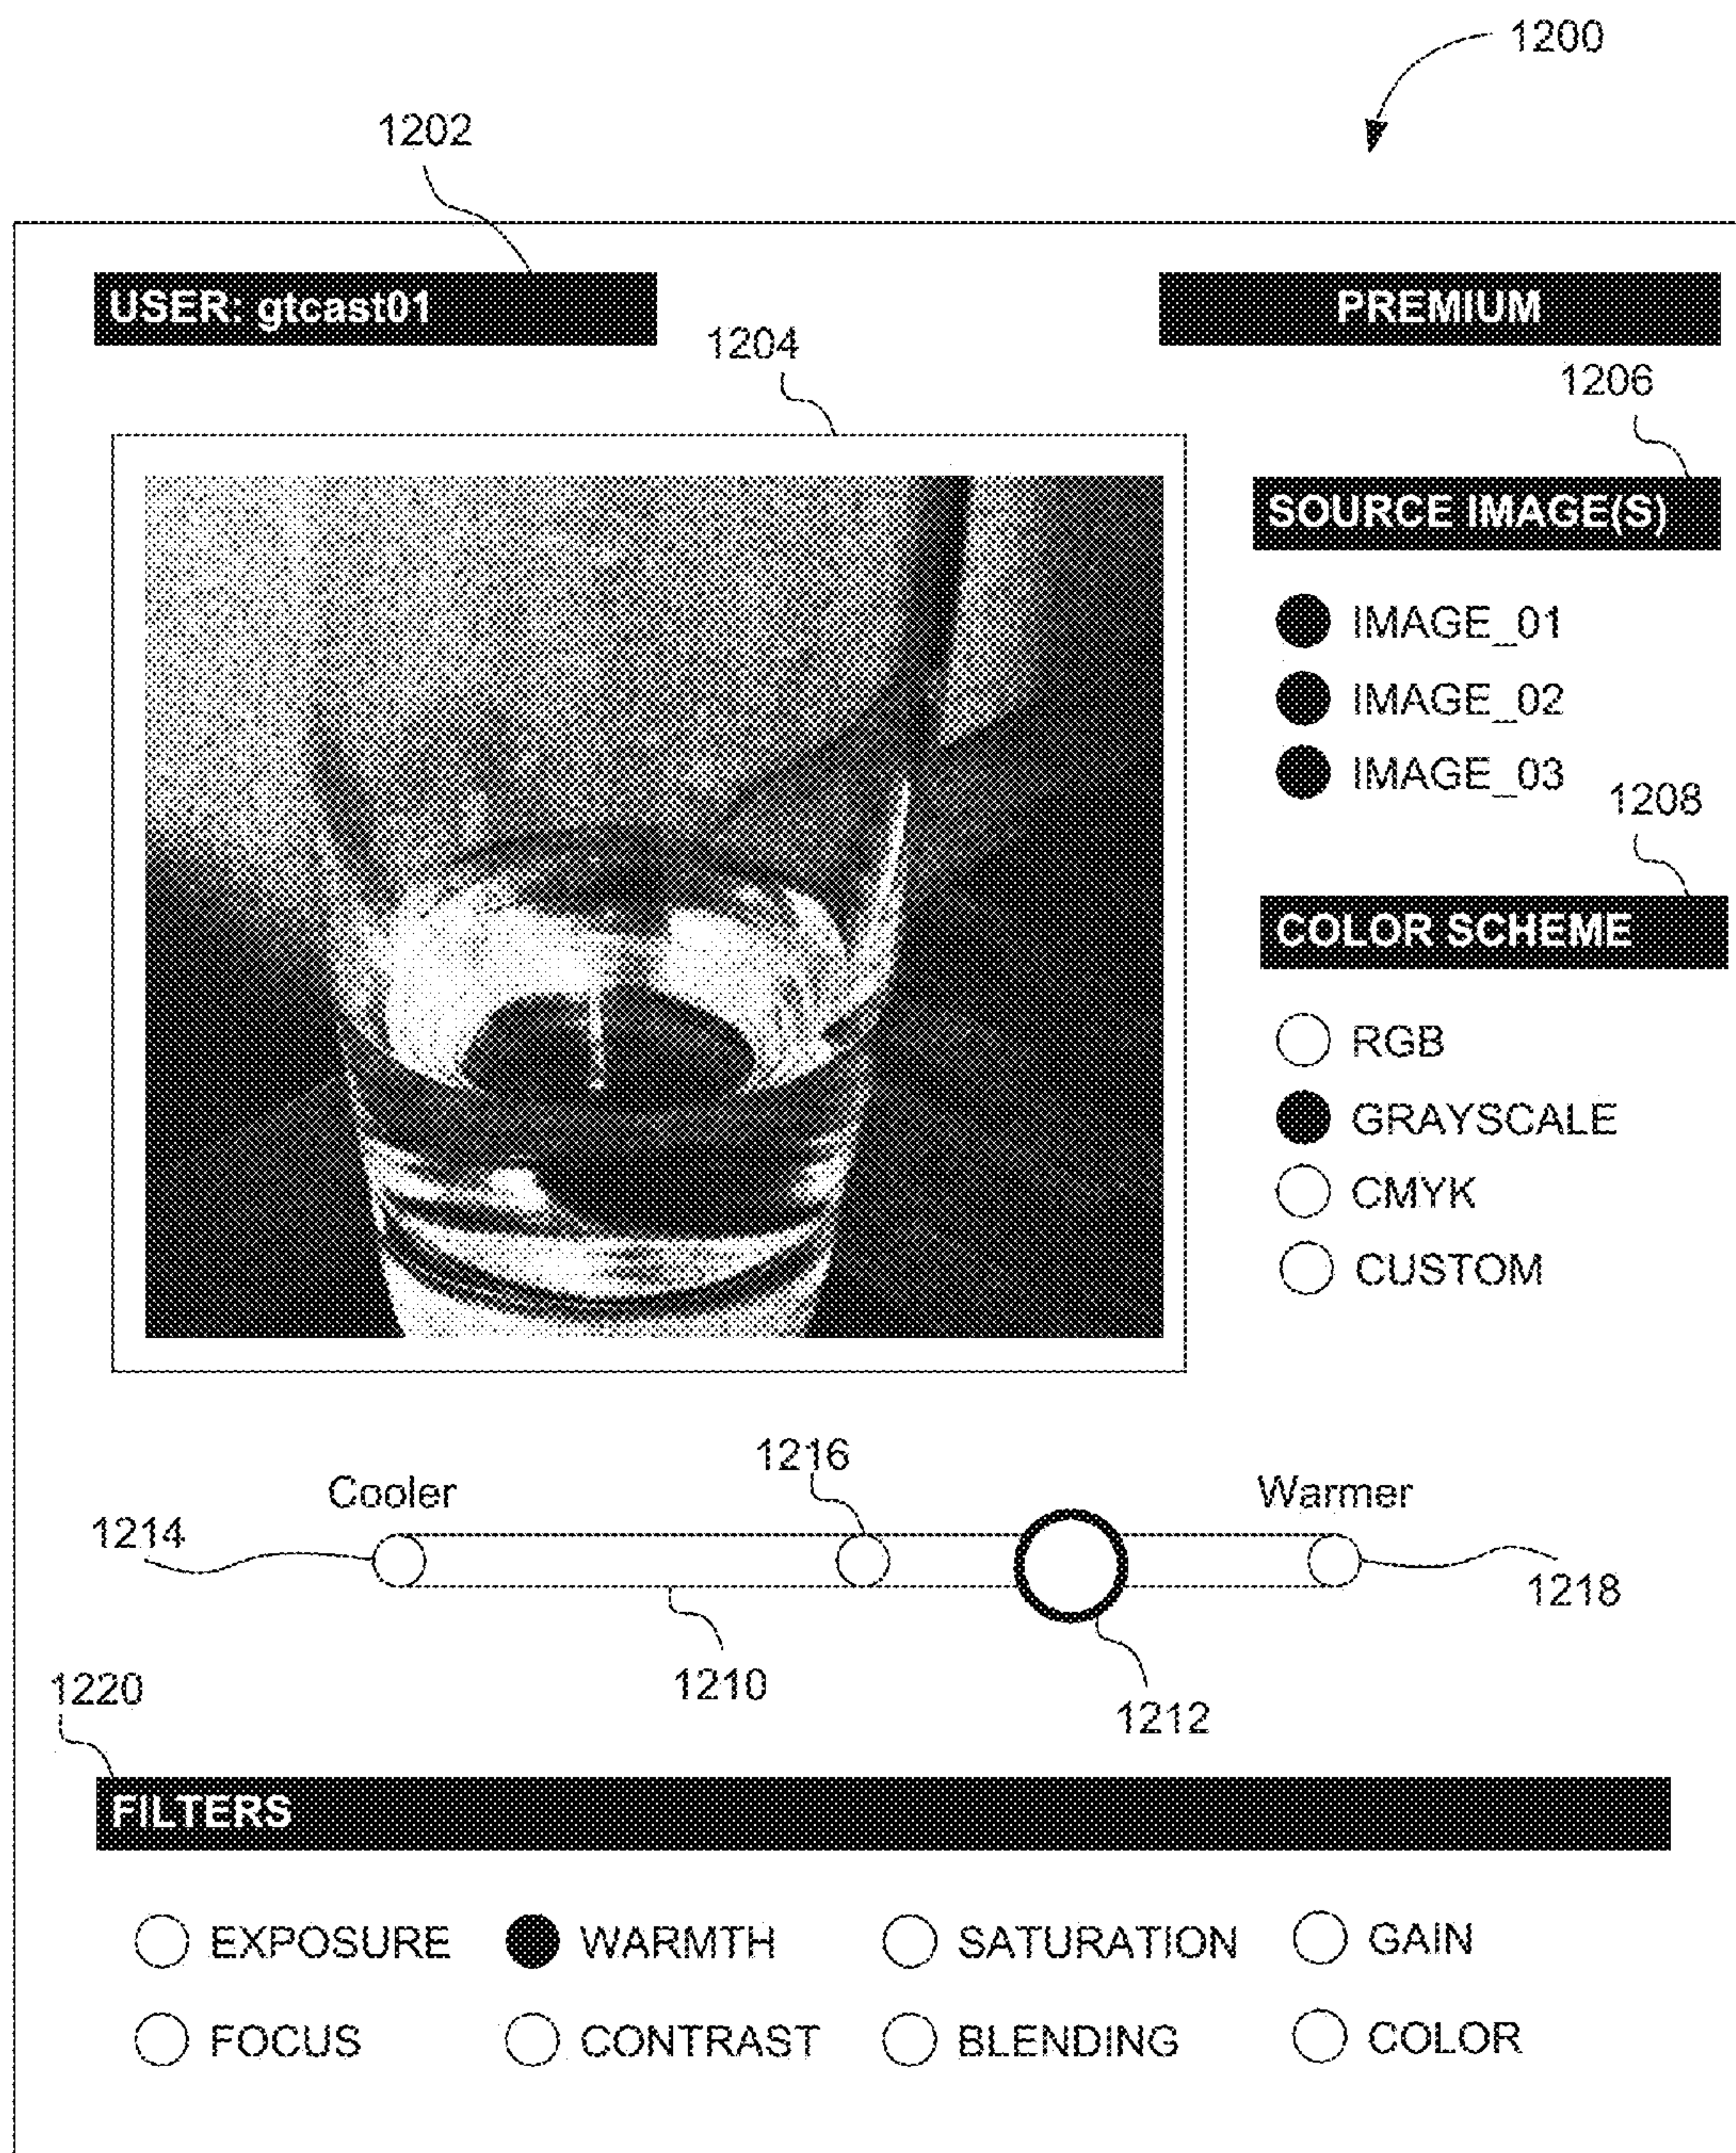 1200
1202
USER: gtcast01
PREMIUM
1204
1206
SOURCE IMAGE(S)
IMAGE_01
IMAGE_02
IMAGE_03
1208
COLOR SCHEME
RGB
GRAYSCALE
CMYK
CUSTOM
1216
Cooler
Warmer
1214
1218
1210
1212
1220
FILTERS
EXPOSURE WARMTH SATURATION GAIN
FOCUS CONTRAST BLENDING COLOR